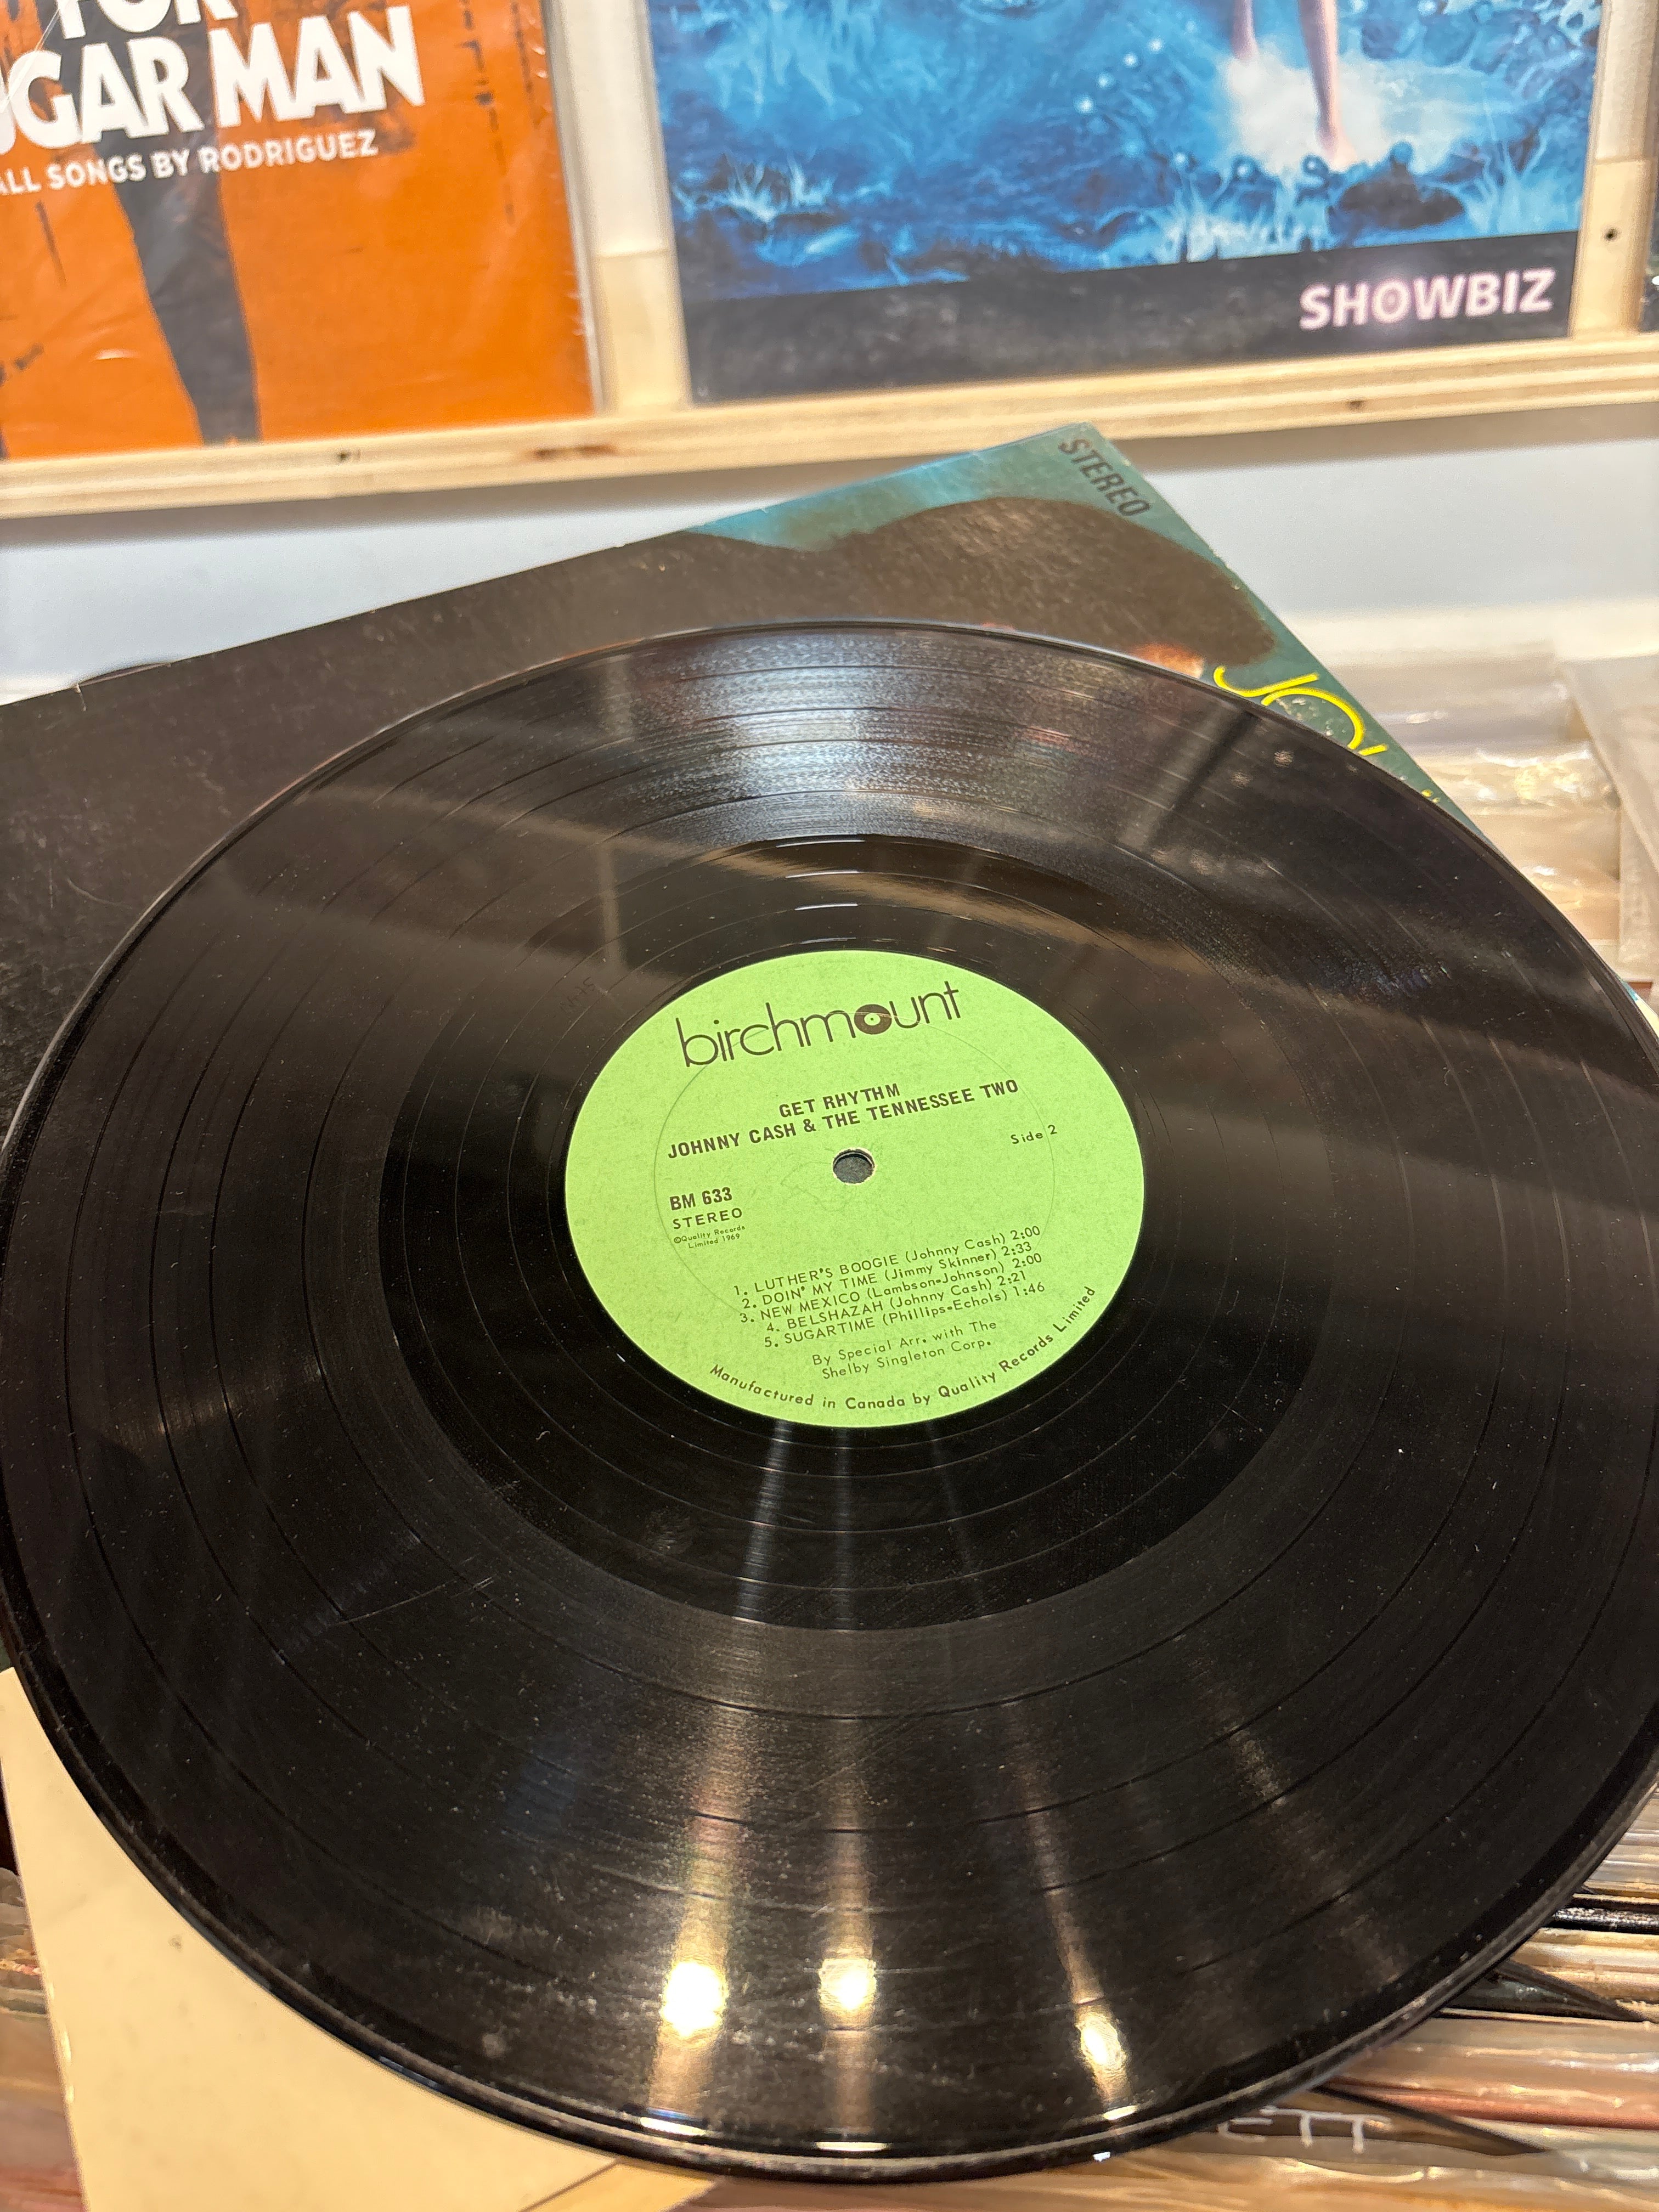 FOR
SUGAR MAN
ALL SONGS BY RODRIGUEZ
SHOWBIZ
STEREO
birchmount
GET RHYTHM
JOHNNY CASH & THE TENNESSEE TWO
Side 2
BM 633
STEREO
©Quality Records
Limited 1969
1. LUTHER'S BOOGIE (Johnny Cash) 2:00
2. DOIN' MY TIME (Jimmy Skinner) 2:33
3. NEW MEXICO (Lambson-Johnson) 2:00
4. BELSHAZAH (Johnny Cash) 2:21
5. SUGARTIME (Phillips-Echols) 1:46
By Special Arr. with The
Shelby Singleton Corp.
Manufactured in Canada by Quality Records Limited